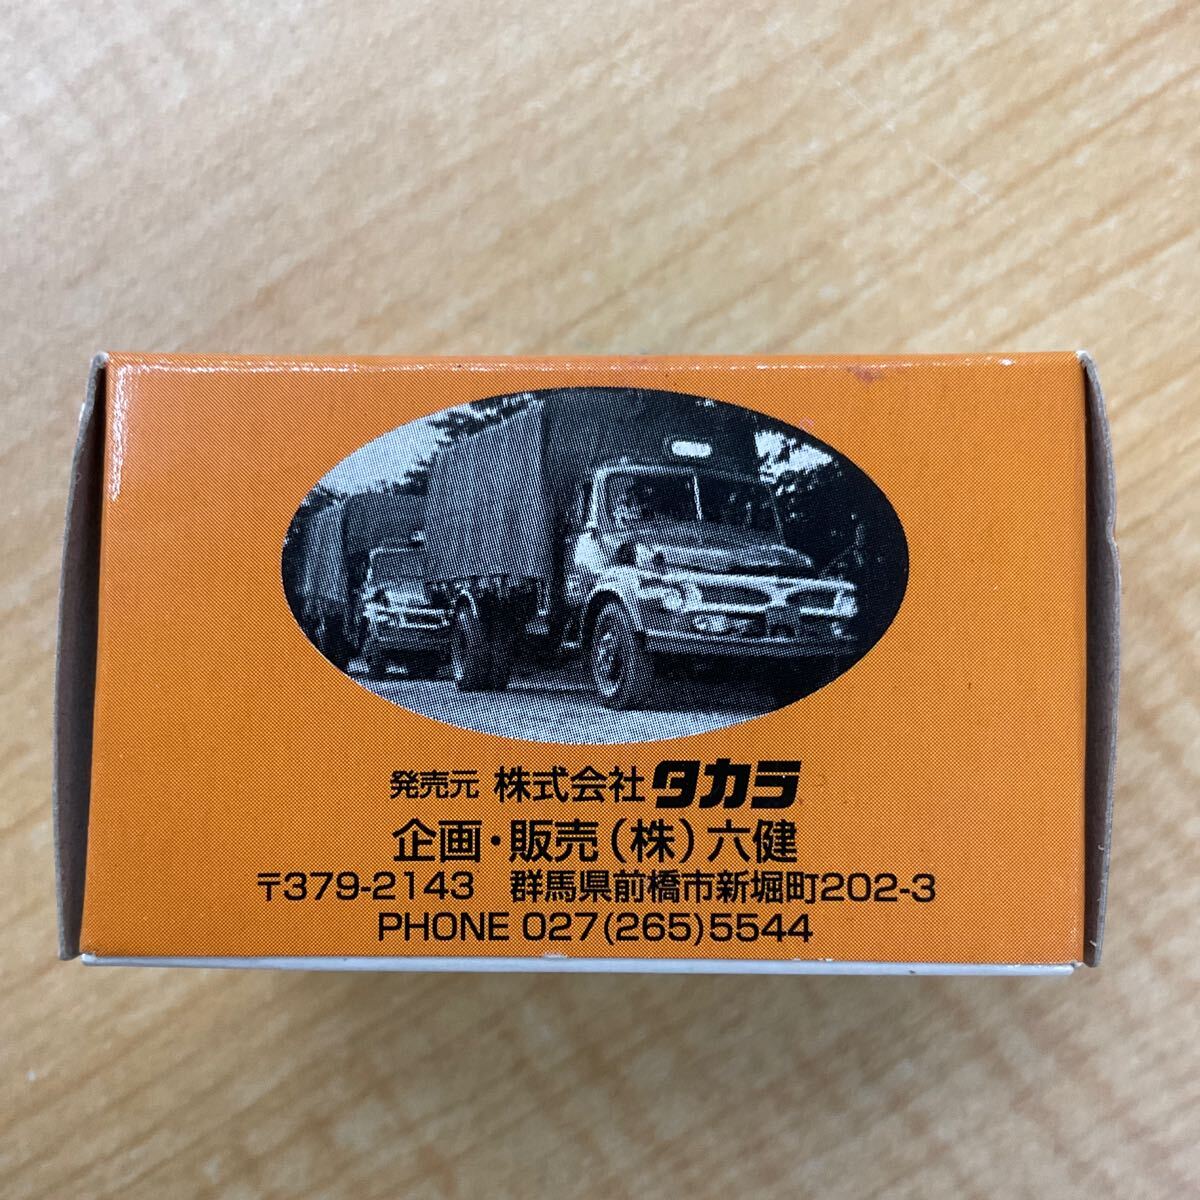 発売元 株式会社 タカラ
企画・販売(株)六健
〒379-2143 群馬県前橋市新堀町202-3
PHONE 027(265)5544